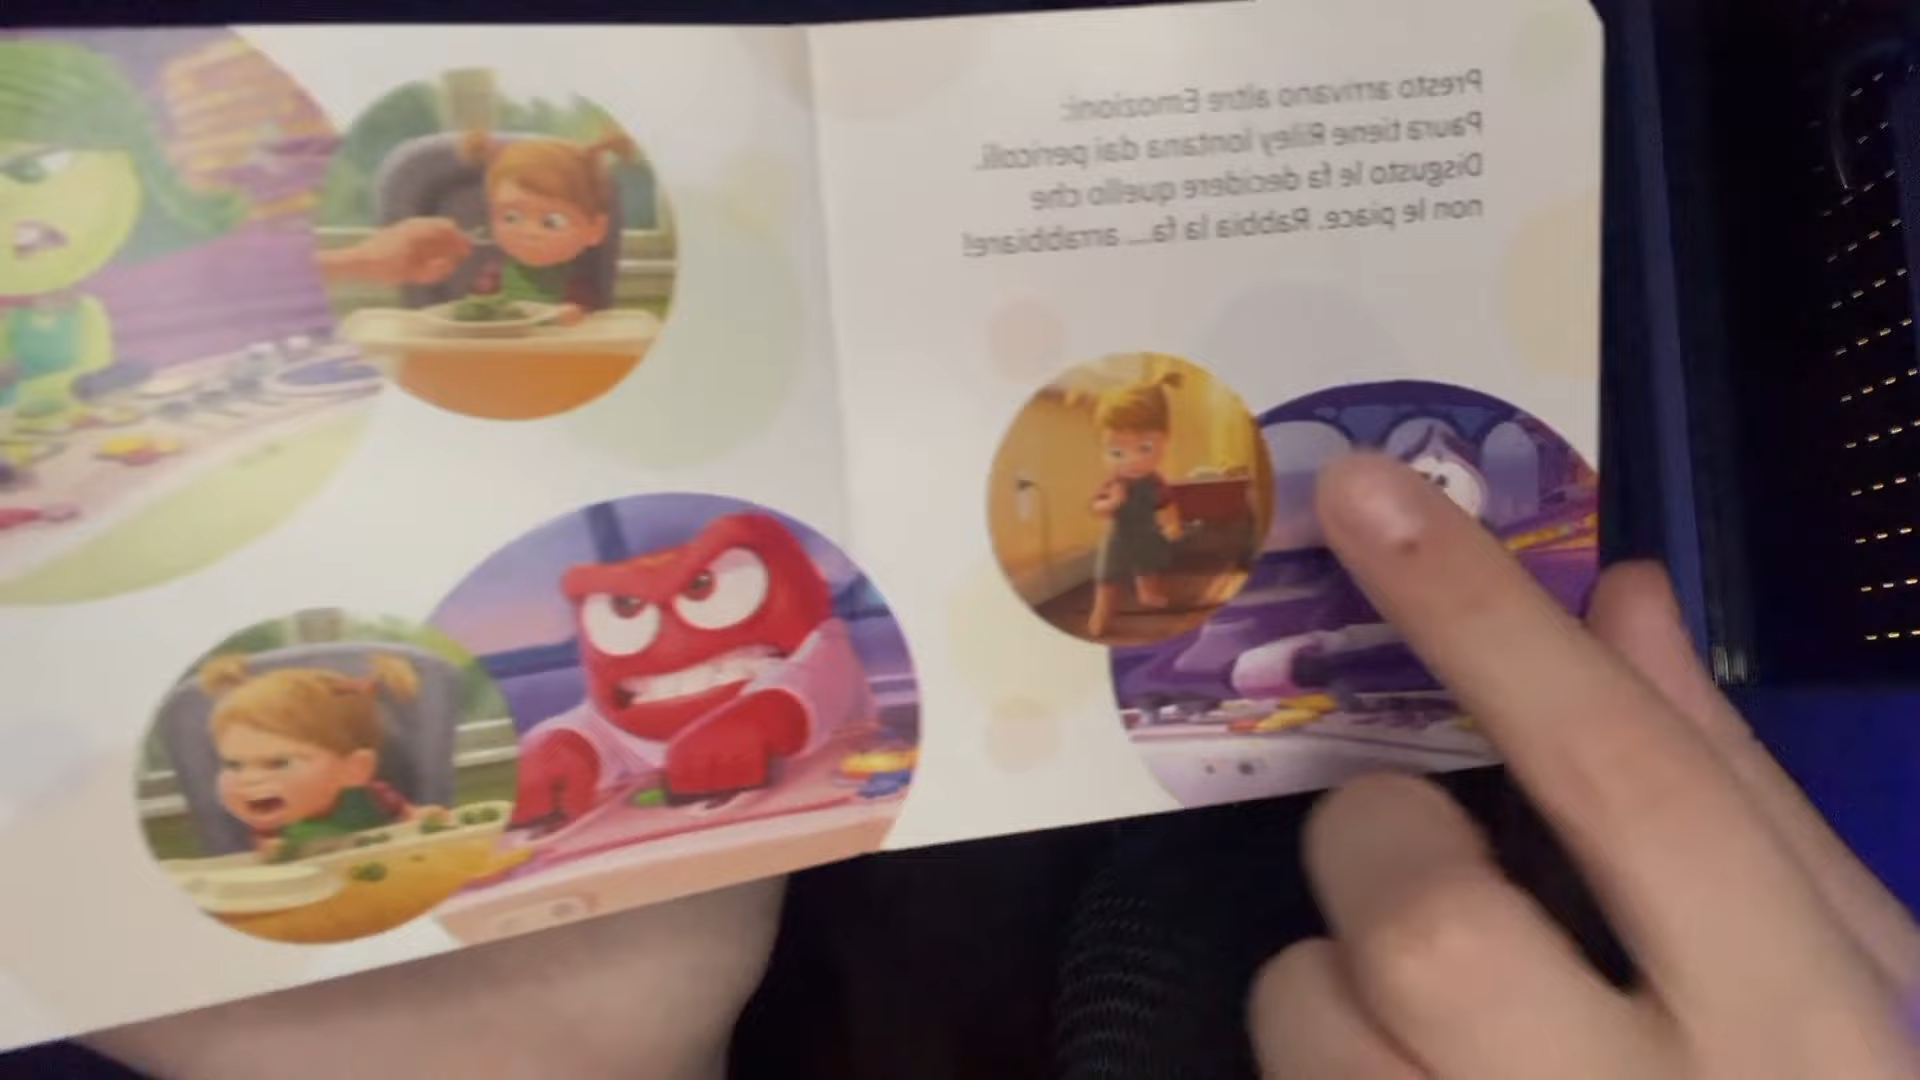 Presto arrivano altre Emozioni:
Paura tiene Riley lontana dai pericoli.
Disgusto le fa decidere quello che
non le piace. Rabbia la fa... arrabbiare!